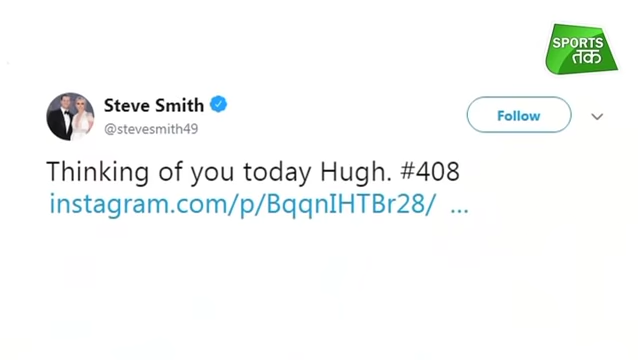 SPORTS
तक
Steve Smith
Follow
@stevesmith49
Thinking of you today Hugh. #408
instagram.com/p/BqqnIHTBr28/ ...